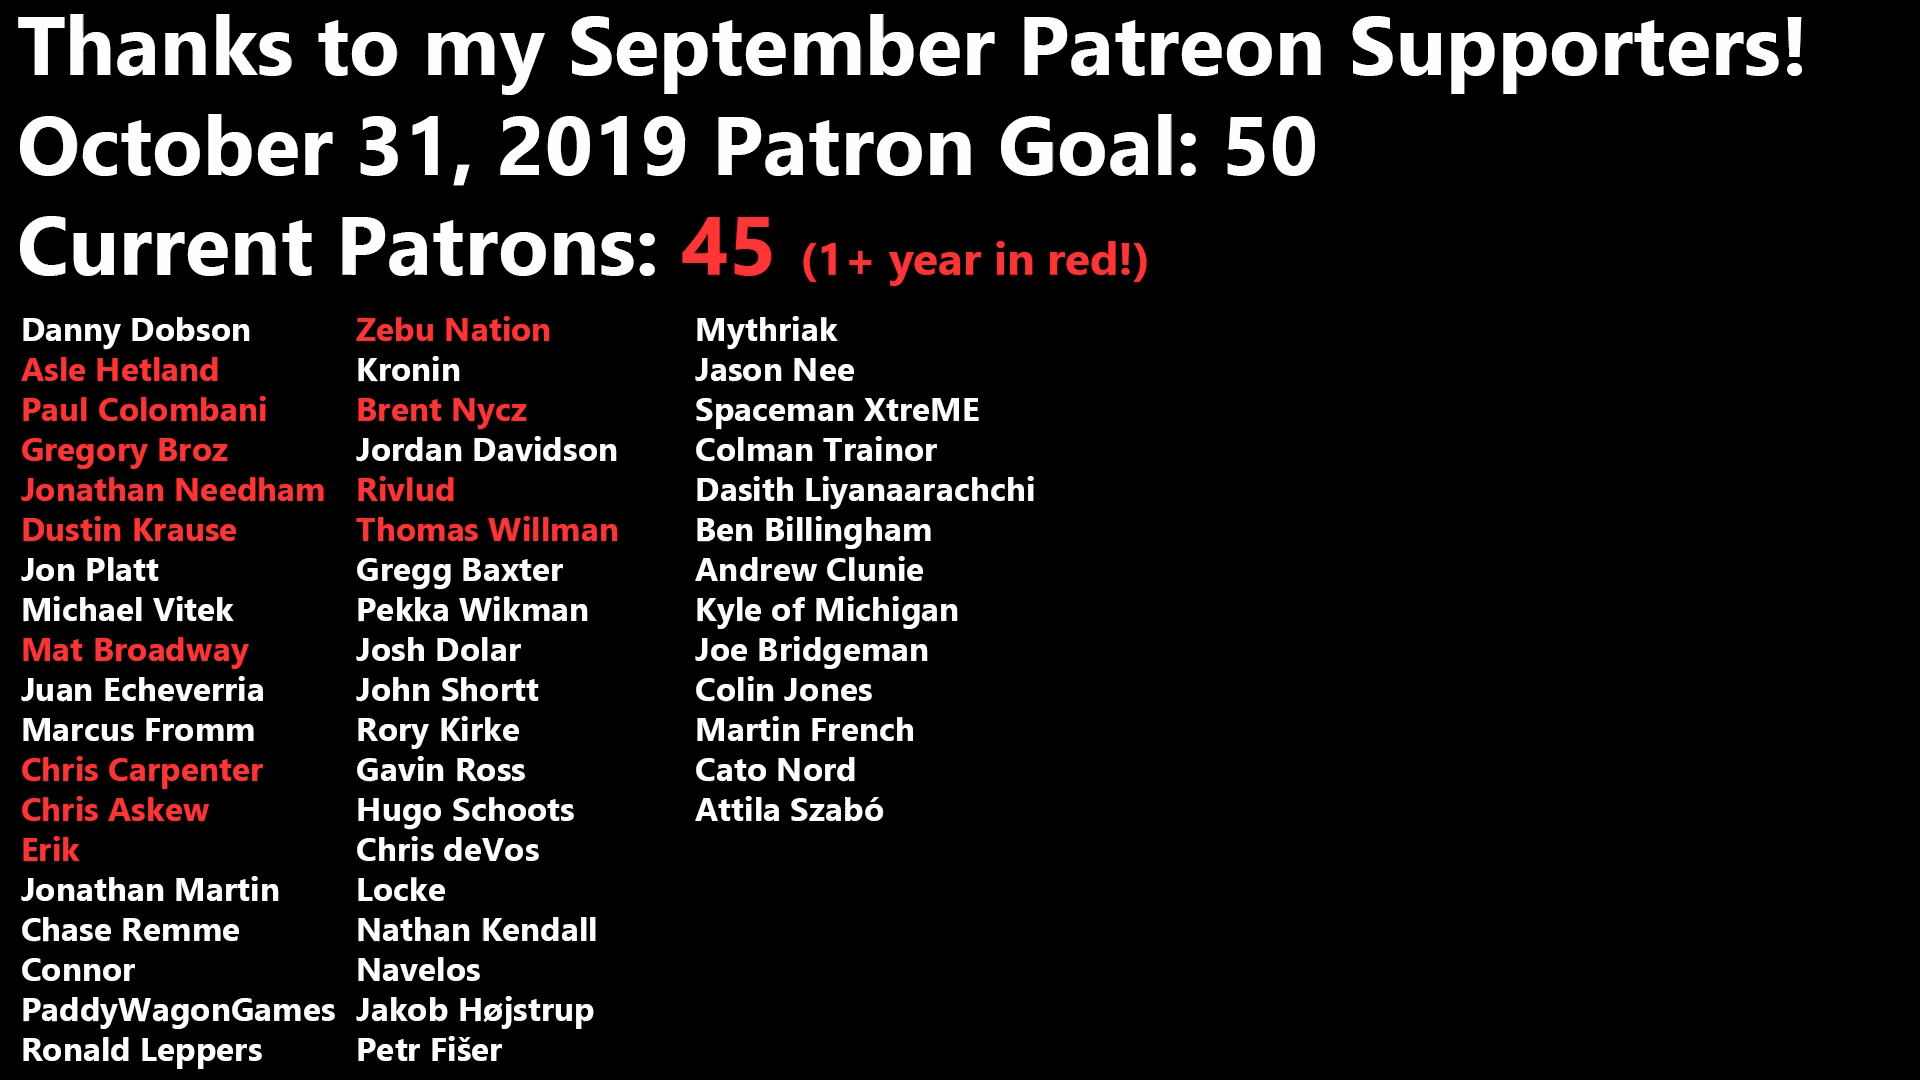 Thanks to my September Patreon Supporters!
October 31, 2019 Patron Goal: 50
Current Patrons: 45 (1+ year in red!)
Danny Dobson
Asle Hetland
Paul Colombani
Gregory Broz
Jonathan Needham
Dustin Krause
Jon Platt
Michael Vitek
Mat Broadway
Juan Echeverria
Marcus Fromm
Chris Carpenter
Chris Askew
Erik
Jonathan Martin
Chase Remme
Connor
PaddyWagonGames
Ronald Leppers
Zebu Nation
Kronin
Brent Nycz
Jordan Davidson
Rivlud
Thomas Willman
Gregg Baxter
Pekka Wikman
Josh Dolar
John Shortt
Rory Kirke
Gavin Ross
Hugo Schoots
Chris deVos
Locke
Nathan Kendall
Navelos
Jakob Højstrup
Petr Fišer
Mythriak
Jason Nee
Spaceman XtreME
Colman Trainor
Dasith Liyanaarachchi
Ben Billingham
Andrew Clunie
Kyle of Michigan
Joe Bridgeman
Colin Jones
Martin French
Cato Nord
Attila Szabó